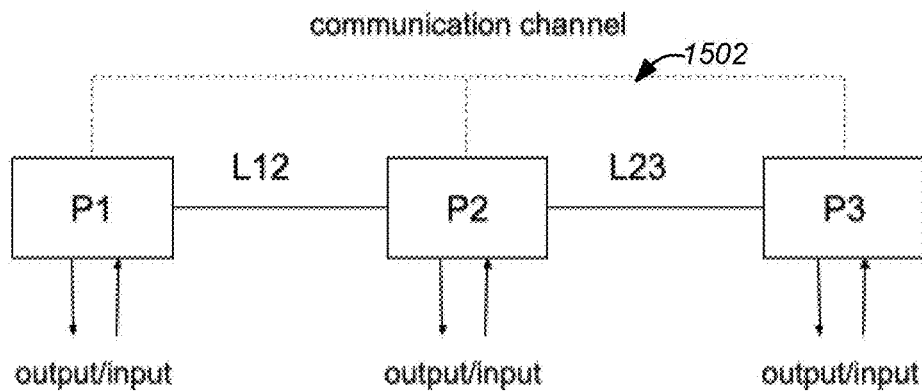 communication channel
1502
L12
L23
P1
P2
P3
output/input
output/input
output/input